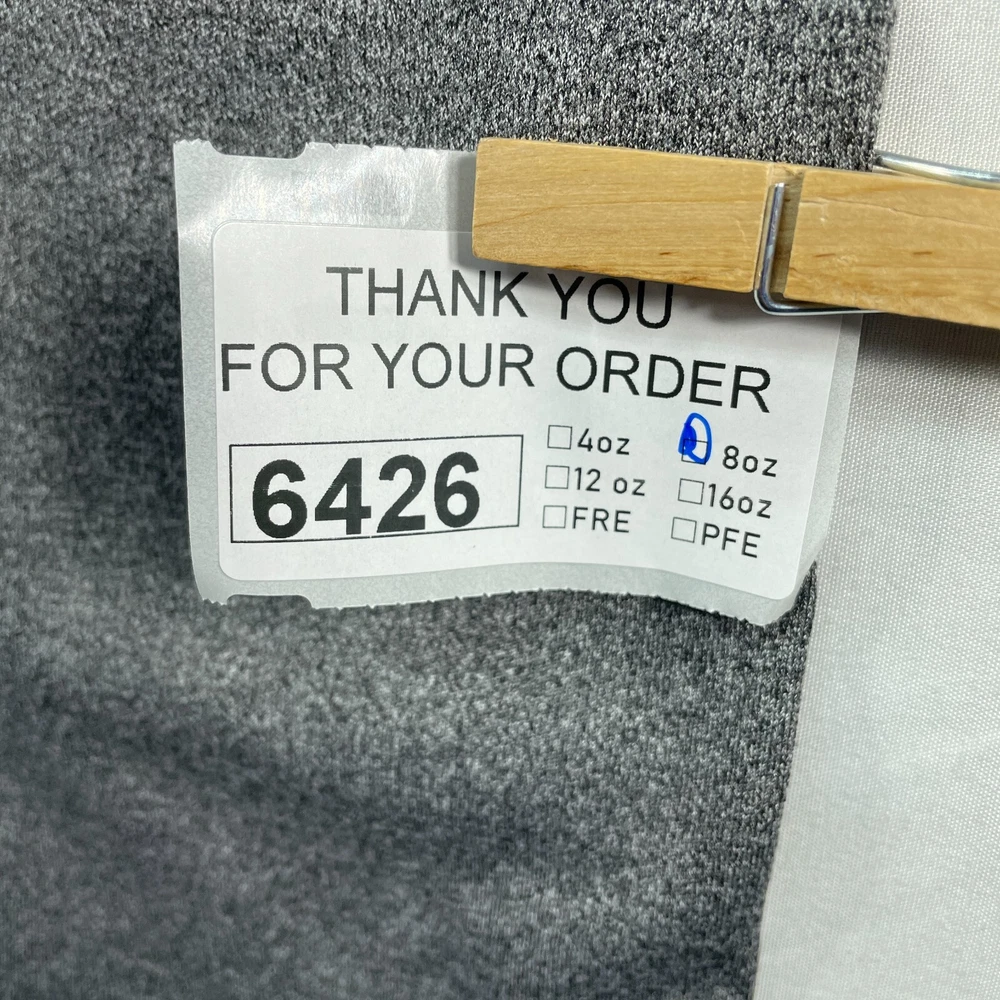 THANK YOU
FOR YOUR ORDER
6426
4oz 8oz
12 oz 16oz
FRE PFE